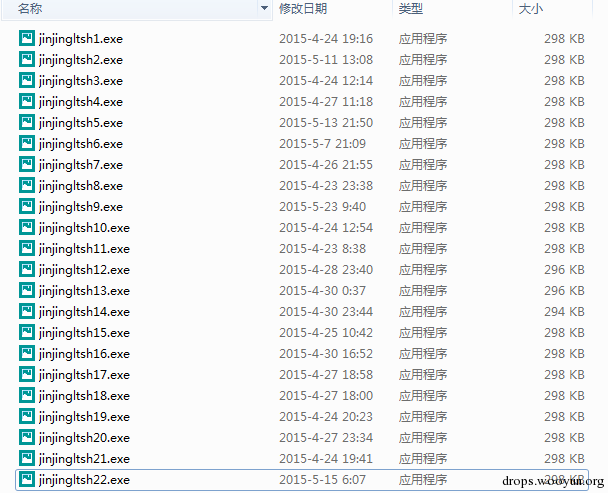 名称 修改日期 类型 大小
jinjingltsh1.exe 2015-4-24 19:16 应用程序 298 KB
jinjingltsh2.exe 2015-5-11 13:08 应用程序 298 KB
jinjingltsh3.exe 2015-4-24 12:14 应用程序 298 KB
jinjingltsh4.exe 2015-4-27 11:18 应用程序 298 KB
jinjingltsh5.exe 2015-5-13 21:50 应用程序 298 KB
jinjingltsh6.exe 2015-5-7 21:09 应用程序 298 KB
jinjingltsh7.exe 2015-4-26 21:55 应用程序 298 KB
jinjingltsh8.exe 2015-4-23 23:38 应用程序 298 KB
jinjingltsh9.exe 2015-5-23 9:40 应用程序 298 KB
jinjingltsh10.exe 2015-4-24 12:54 应用程序 298 KB
jinjingltsh11.exe 2015-4-23 8:38 应用程序 298 KB
jinjingltsh12.exe 2015-4-28 23:40 应用程序 296 KB
jinjingltsh13.exe 2015-4-30 0:37 应用程序 296 KB
jinjingltsh14.exe 2015-4-30 23:44 应用程序 294 KB
jinjingltsh15.exe 2015-4-25 10:42 应用程序 298 KB
jinjingltsh16.exe 2015-4-30 16:52 应用程序 298 KB
jinjingltsh17.exe 2015-4-27 18:58 应用程序 298 KB
jinjingltsh18.exe 2015-4-27 18:00 应用程序 298 KB
jinjingltsh19.exe 2015-4-24 20:23 应用程序 298 KB
jinjingltsh20.exe 2015-4-27 23:34 应用程序 298 KB
jinjingltsh21.exe 2015-4-24 19:41 应用程序 298 KB
jinjingltsh22.exe 2015-5-15 6:07 应用程序 298 KB
drops.wooyun.org